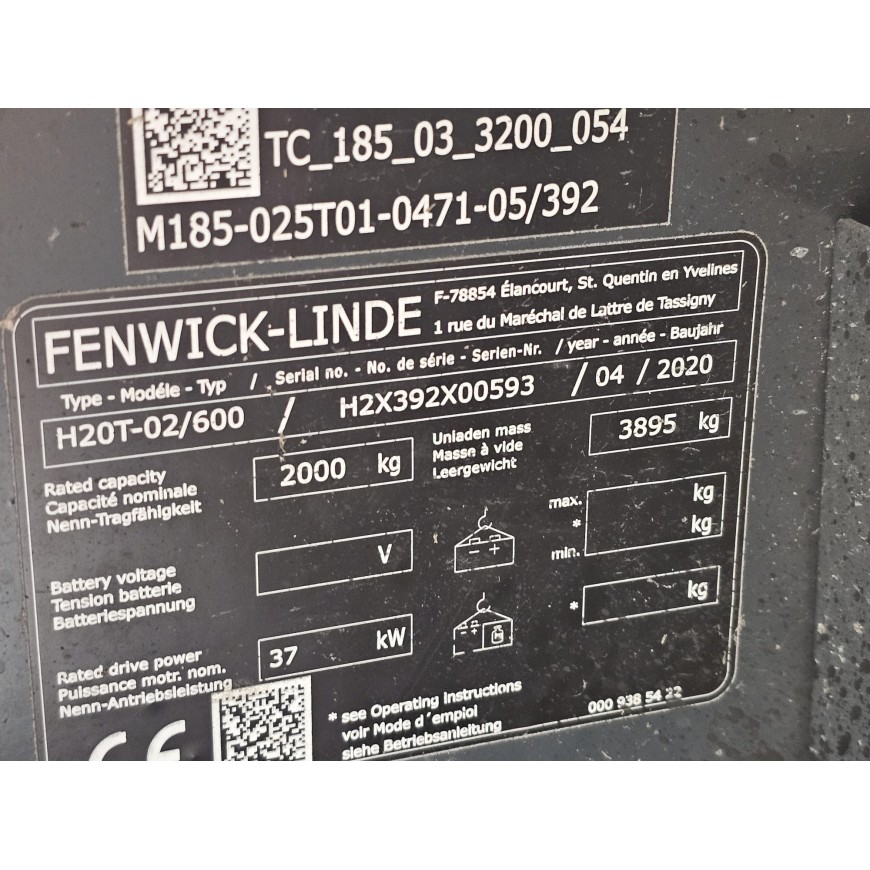 TC_185_03_3200_054
M185-025T01-0471-05/392
FENWICK-LINDE
F-78854 Élancourt, St. Quentin en Yvelines
1 rue du Maréchal de Lattre de Tassigny
Type - Modéle - Typ / Serial no. - No. de série - Serien-Nr. / year - année - Baujahr
H20T-02/600 / H2X392X00593 / 04 / 2020
Rated capacity
Capacité nominale
Nenn-Tragfähigkeit
2000 kg
Unladen mass
Masse à vide
Leergewicht
3895 kg
Battery voltage
Tension batterie
Batteriespannung
V
max. kg
* kg
min.
* kg
Rated drive power
Puissance motr. nom.
Nenn-Antriebsleistung
37 kW
* see Operating instructions
voir Mode d'emploi
siehe Betriebsanleitung
000 938 54 22
CE